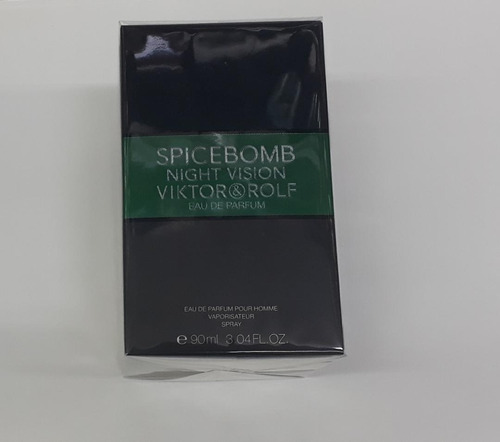 SPICEBOMB
NIGHT VISION
VIKTOR&ROLF
EAU DE PARFUM
EAU DE PARFUM POUR HOMME
VAPORISATEUR
SPRAY
℮ 90ml 3.04FL.OZ.